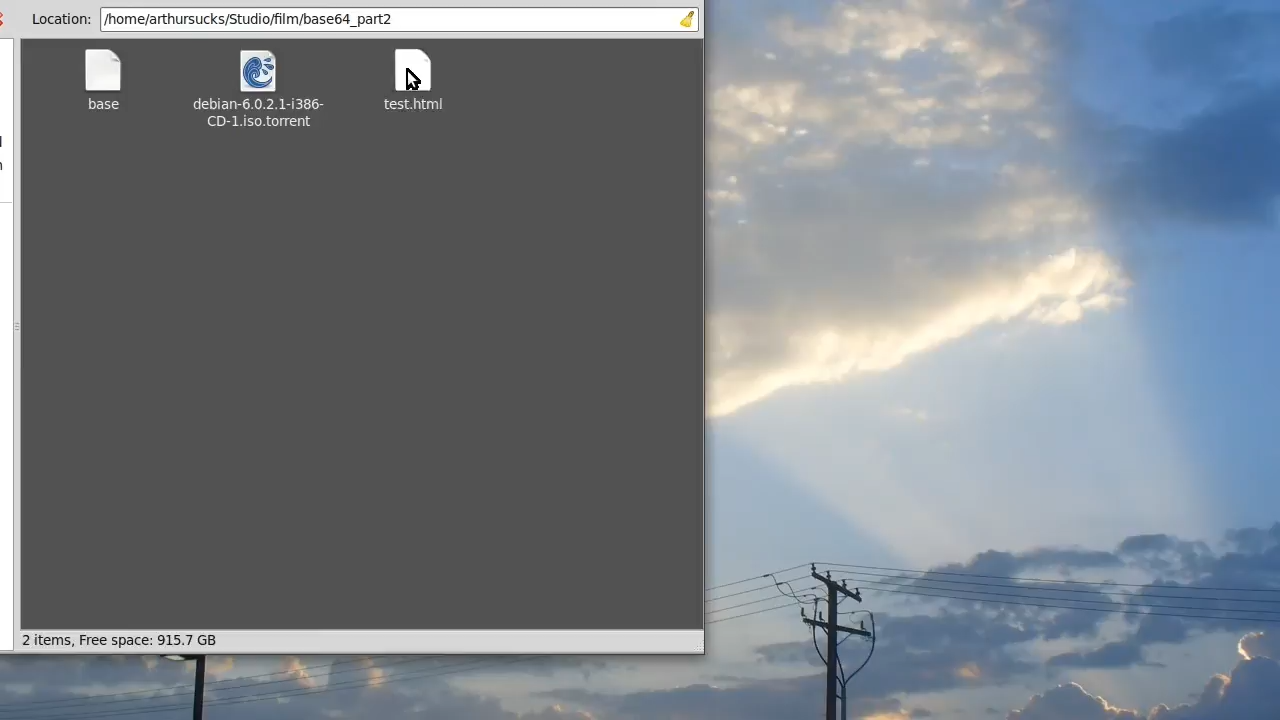 Location: /home/arthursucks/Studio/film/base64_part2
base
debian-6.0.2.1-i386-
CD-1.iso.torrent
test.html
2 items, Free space: 915.7 GB